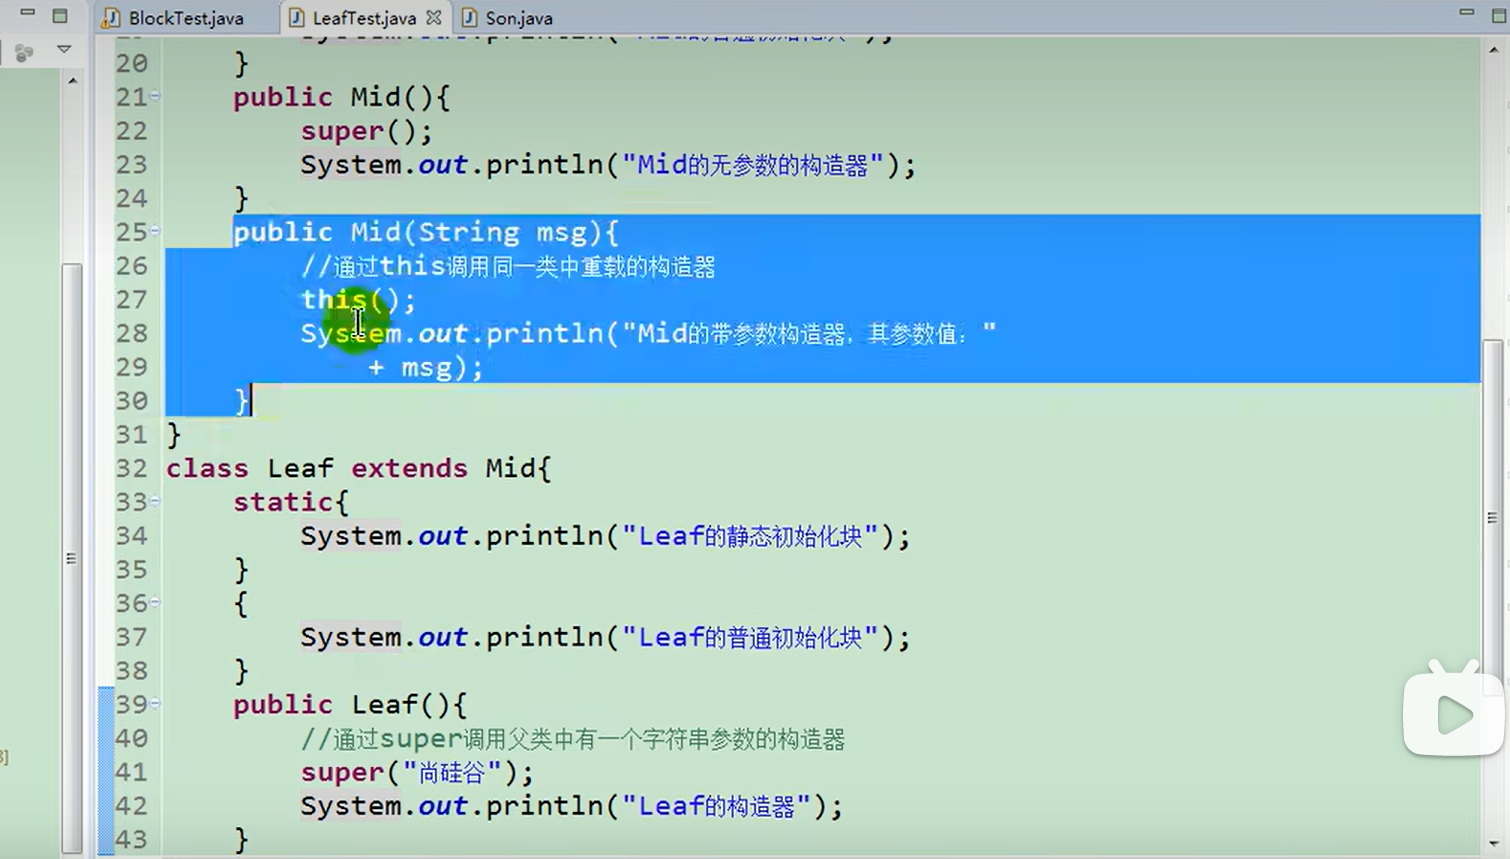 BlockTest.java LeafTest.java Son.java
20 }
21 public Mid(){
22 super();
23 System.out.println("Mid的无参数的构造器");
24 }
25 public Mid(String msg){
26 //通过this调用同一类中重载的构造器
27 this();
28 System.out.println("Mid的带参数构造器，其参数值："
29 + msg);
30 }
31 }
32 class Leaf extends Mid{
33 static{
34 System.out.println("Leaf的静态初始化块");
35 }
36 {
37 System.out.println("Leaf的普通初始化块");
38 }
39 public Leaf(){
40 //通过super调用父类中有一个字符串参数的构造器
41 super("尚硅谷");
42 System.out.println("Leaf的构造器");
43 }